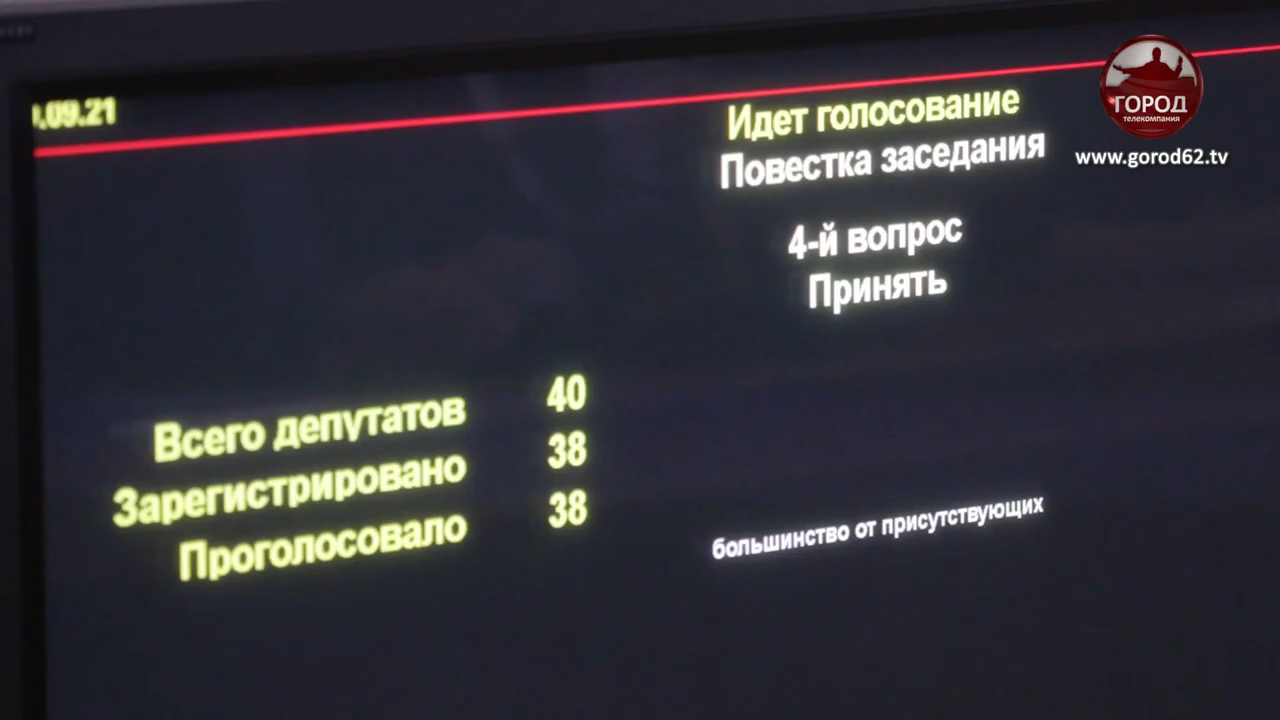 .09.21
Идет голосование
Повестка заседания
4-й вопрос
Принять
Всего депутатов 40
Зарегистрировано 38
Проголосовало 38
большинство от присутствующих
ГОРОД
телекомпания
www.gorod62.tv